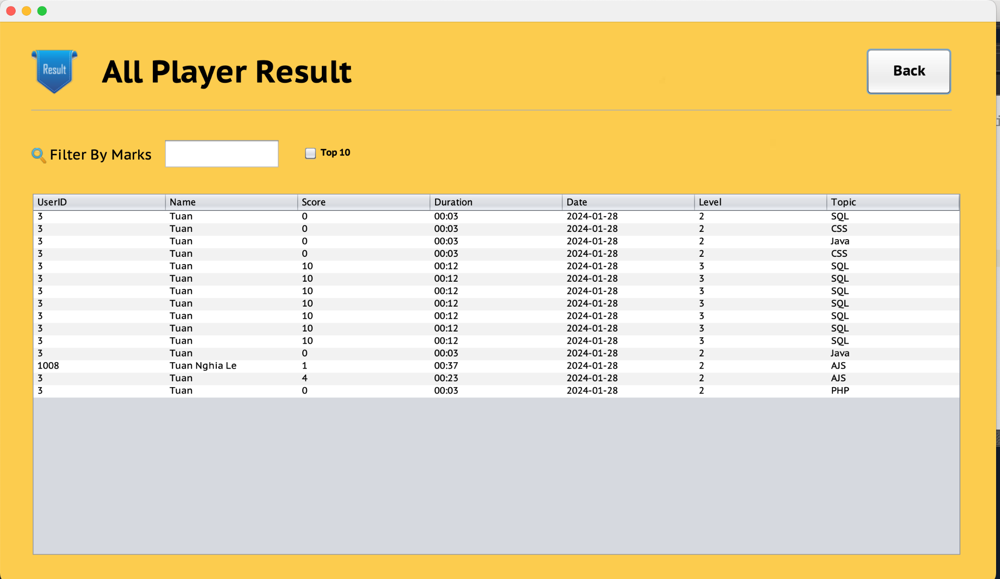 Result
All Player Result
Back
Filter By Marks
Top 10
UserID Name Score Duration Date Level Topic
3 Tuan 0 00:03 2024-01-28 2 SQL
3 Tuan 0 00:03 2024-01-28 2 CSS
3 Tuan 0 00:03 2024-01-28 2 Java
3 Tuan 0 00:03 2024-01-28 2 CSS
3 Tuan 10 00:12 2024-01-28 3 SQL
3 Tuan 10 00:12 2024-01-28 3 SQL
3 Tuan 10 00:12 2024-01-28 3 SQL
3 Tuan 10 00:12 2024-01-28 3 SQL
3 Tuan 10 00:12 2024-01-28 3 SQL
3 Tuan 10 00:12 2024-01-28 3 SQL
3 Tuan 10 00:12 2024-01-28 3 SQL
3 Tuan 0 00:03 2024-01-28 2 Java
1008 Tuan Nghia Le 1 00:37 2024-01-28 2 AJS
3 Tuan 4 00:23 2024-01-28 2 AJS
3 Tuan 0 00:03 2024-01-28 2 PHP